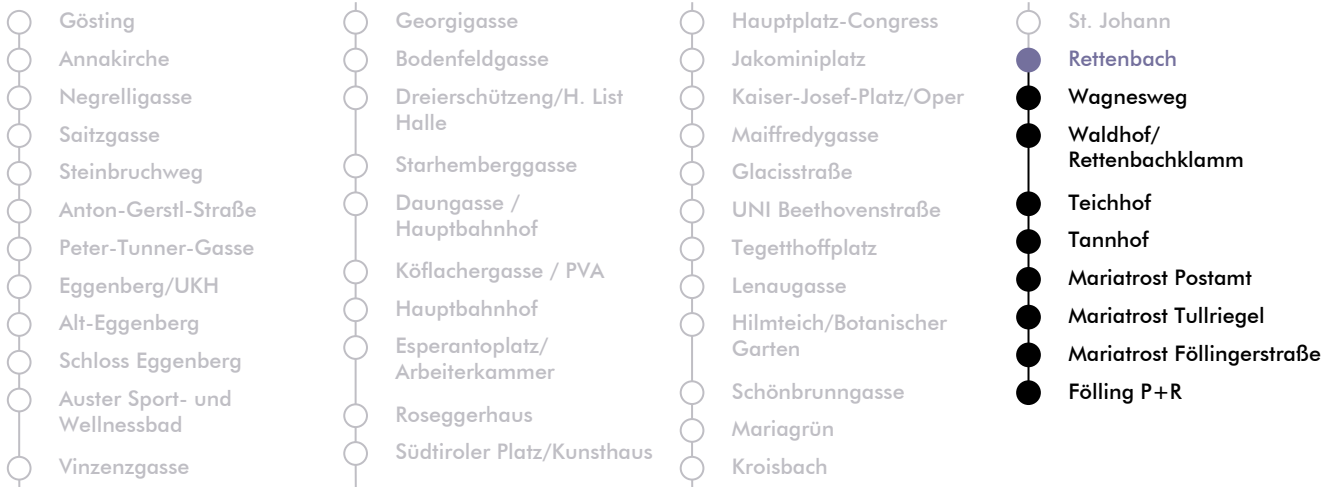 Gösting
Annakirche
Negrelligasse
Saitzgasse
Steinbruchweg
Anton-Gerstl-Straße
Peter-Tunner-Gasse
Eggenberg/UKH
Alt-Eggenberg
Schloss Eggenberg
Auster Sport- und
Wellnessbad
Vinzenzgasse
Georgigasse
Bodenfeldgasse
Dreierschützeng/H. List
Halle
Starhemberggasse
Daungasse /
Hauptbahnhof
Köflachergasse / PVA
Hauptbahnhof
Esperantoplatz/
Arbeiterkammer
Roseggerhaus
Südtiroler Platz/Kunsthaus
Hauptplatz-Congress
Jakominiplatz
Kaiser-Josef-Platz/Oper
Maiffredygasse
Glacisstraße
UNI Beethovenstraße
Tegetthoffplatz
Lenaugasse
Hilmteich/Botanischer
Garten
Schönbrunngasse
Mariagrün
Kroisbach
St. Johann
Rettenbach
Wagnesweg
Waldhof/
Rettenbachklamm
Teichhof
Tannhof
Mariatrost Postamt
Mariatrost Tullriegel
Mariatrost Föllingerstraße
Fölling P+R